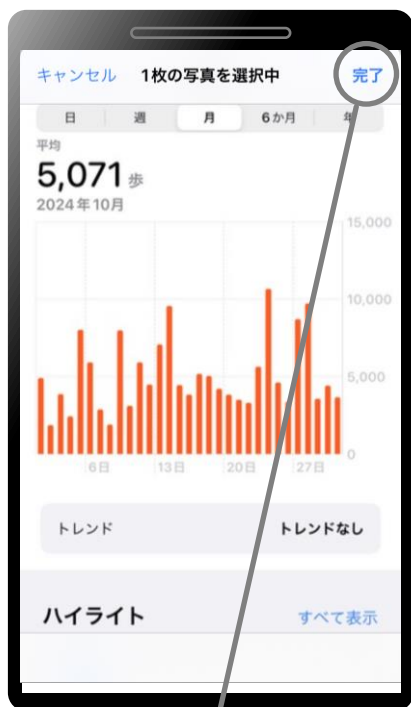 キャンセル 1枚の写真を選択中 完了
日 週 月 6か月 年
平均
5,071 歩
2024年10月
15,000
10,000
5,000
0
6日 13日 20日 27日
トレンド トレンドなし
ハイライト すべて表示